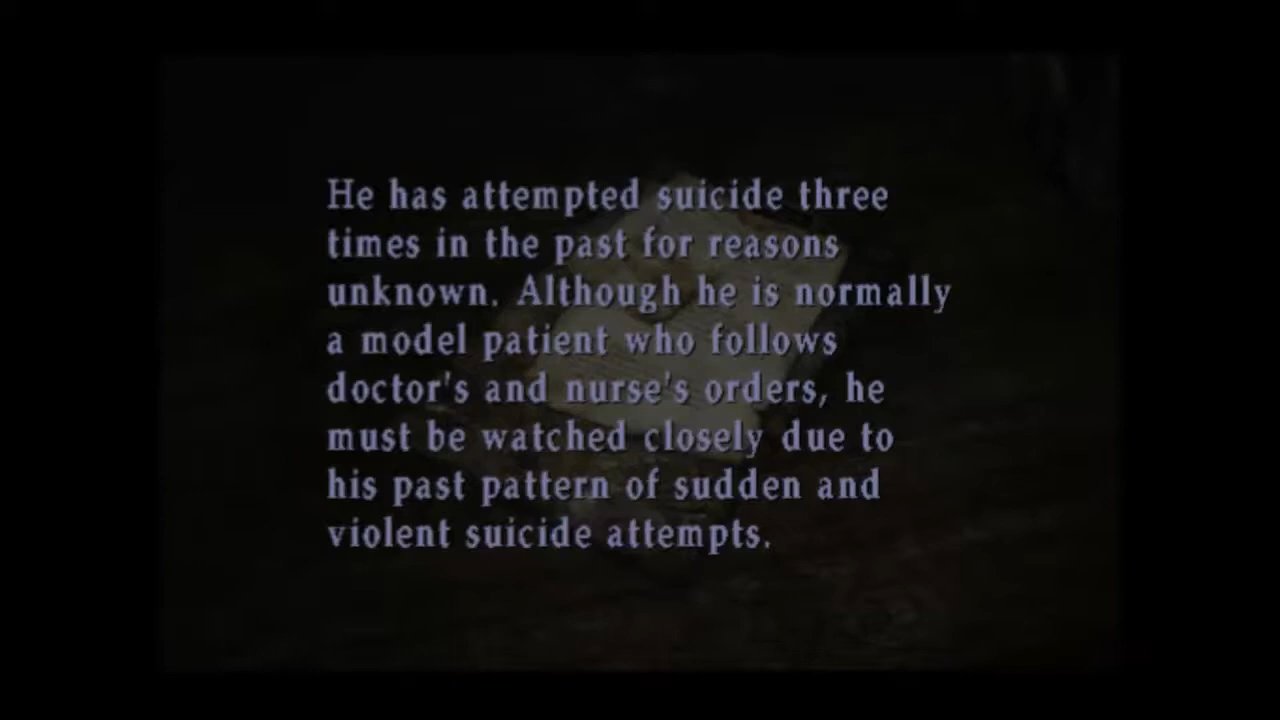 He has attempted suicide three
times in the past for reasons
unknown. Although he is normally
a model patient who follows
doctor's and nurse's orders, he
must be watched closely due to
his past pattern of sudden and
violent suicide attempts.